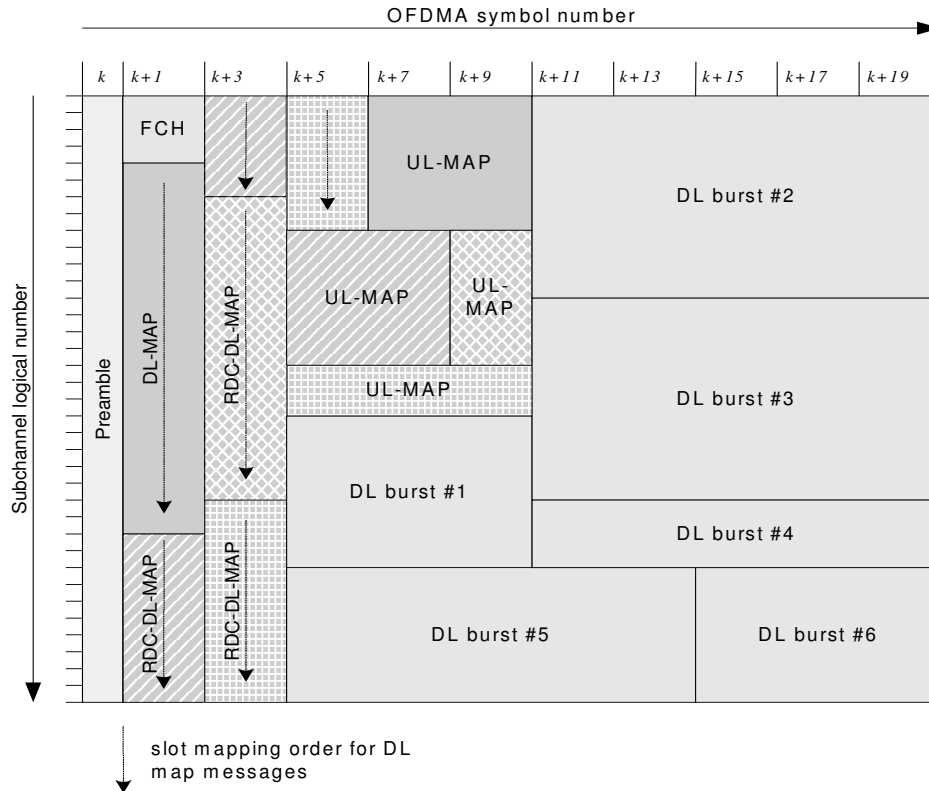 OFDMA symbol number
k
k+1
k+3
k+5
k+7
k+9
k+11
k+13
k+15
k+17
k+19
Subchannel logical number
Preamble
FCH
DL-MAP
RDC-DL-MAP
RDC-DL-MAP
RDC-DL-MAP
UL-MAP
UL-MAP
UL-
MAP
UL-MAP
DL burst #1
DL burst #2
DL burst #3
DL burst #4
DL burst #5
DL burst #6
slot mapping order for DL
map messages